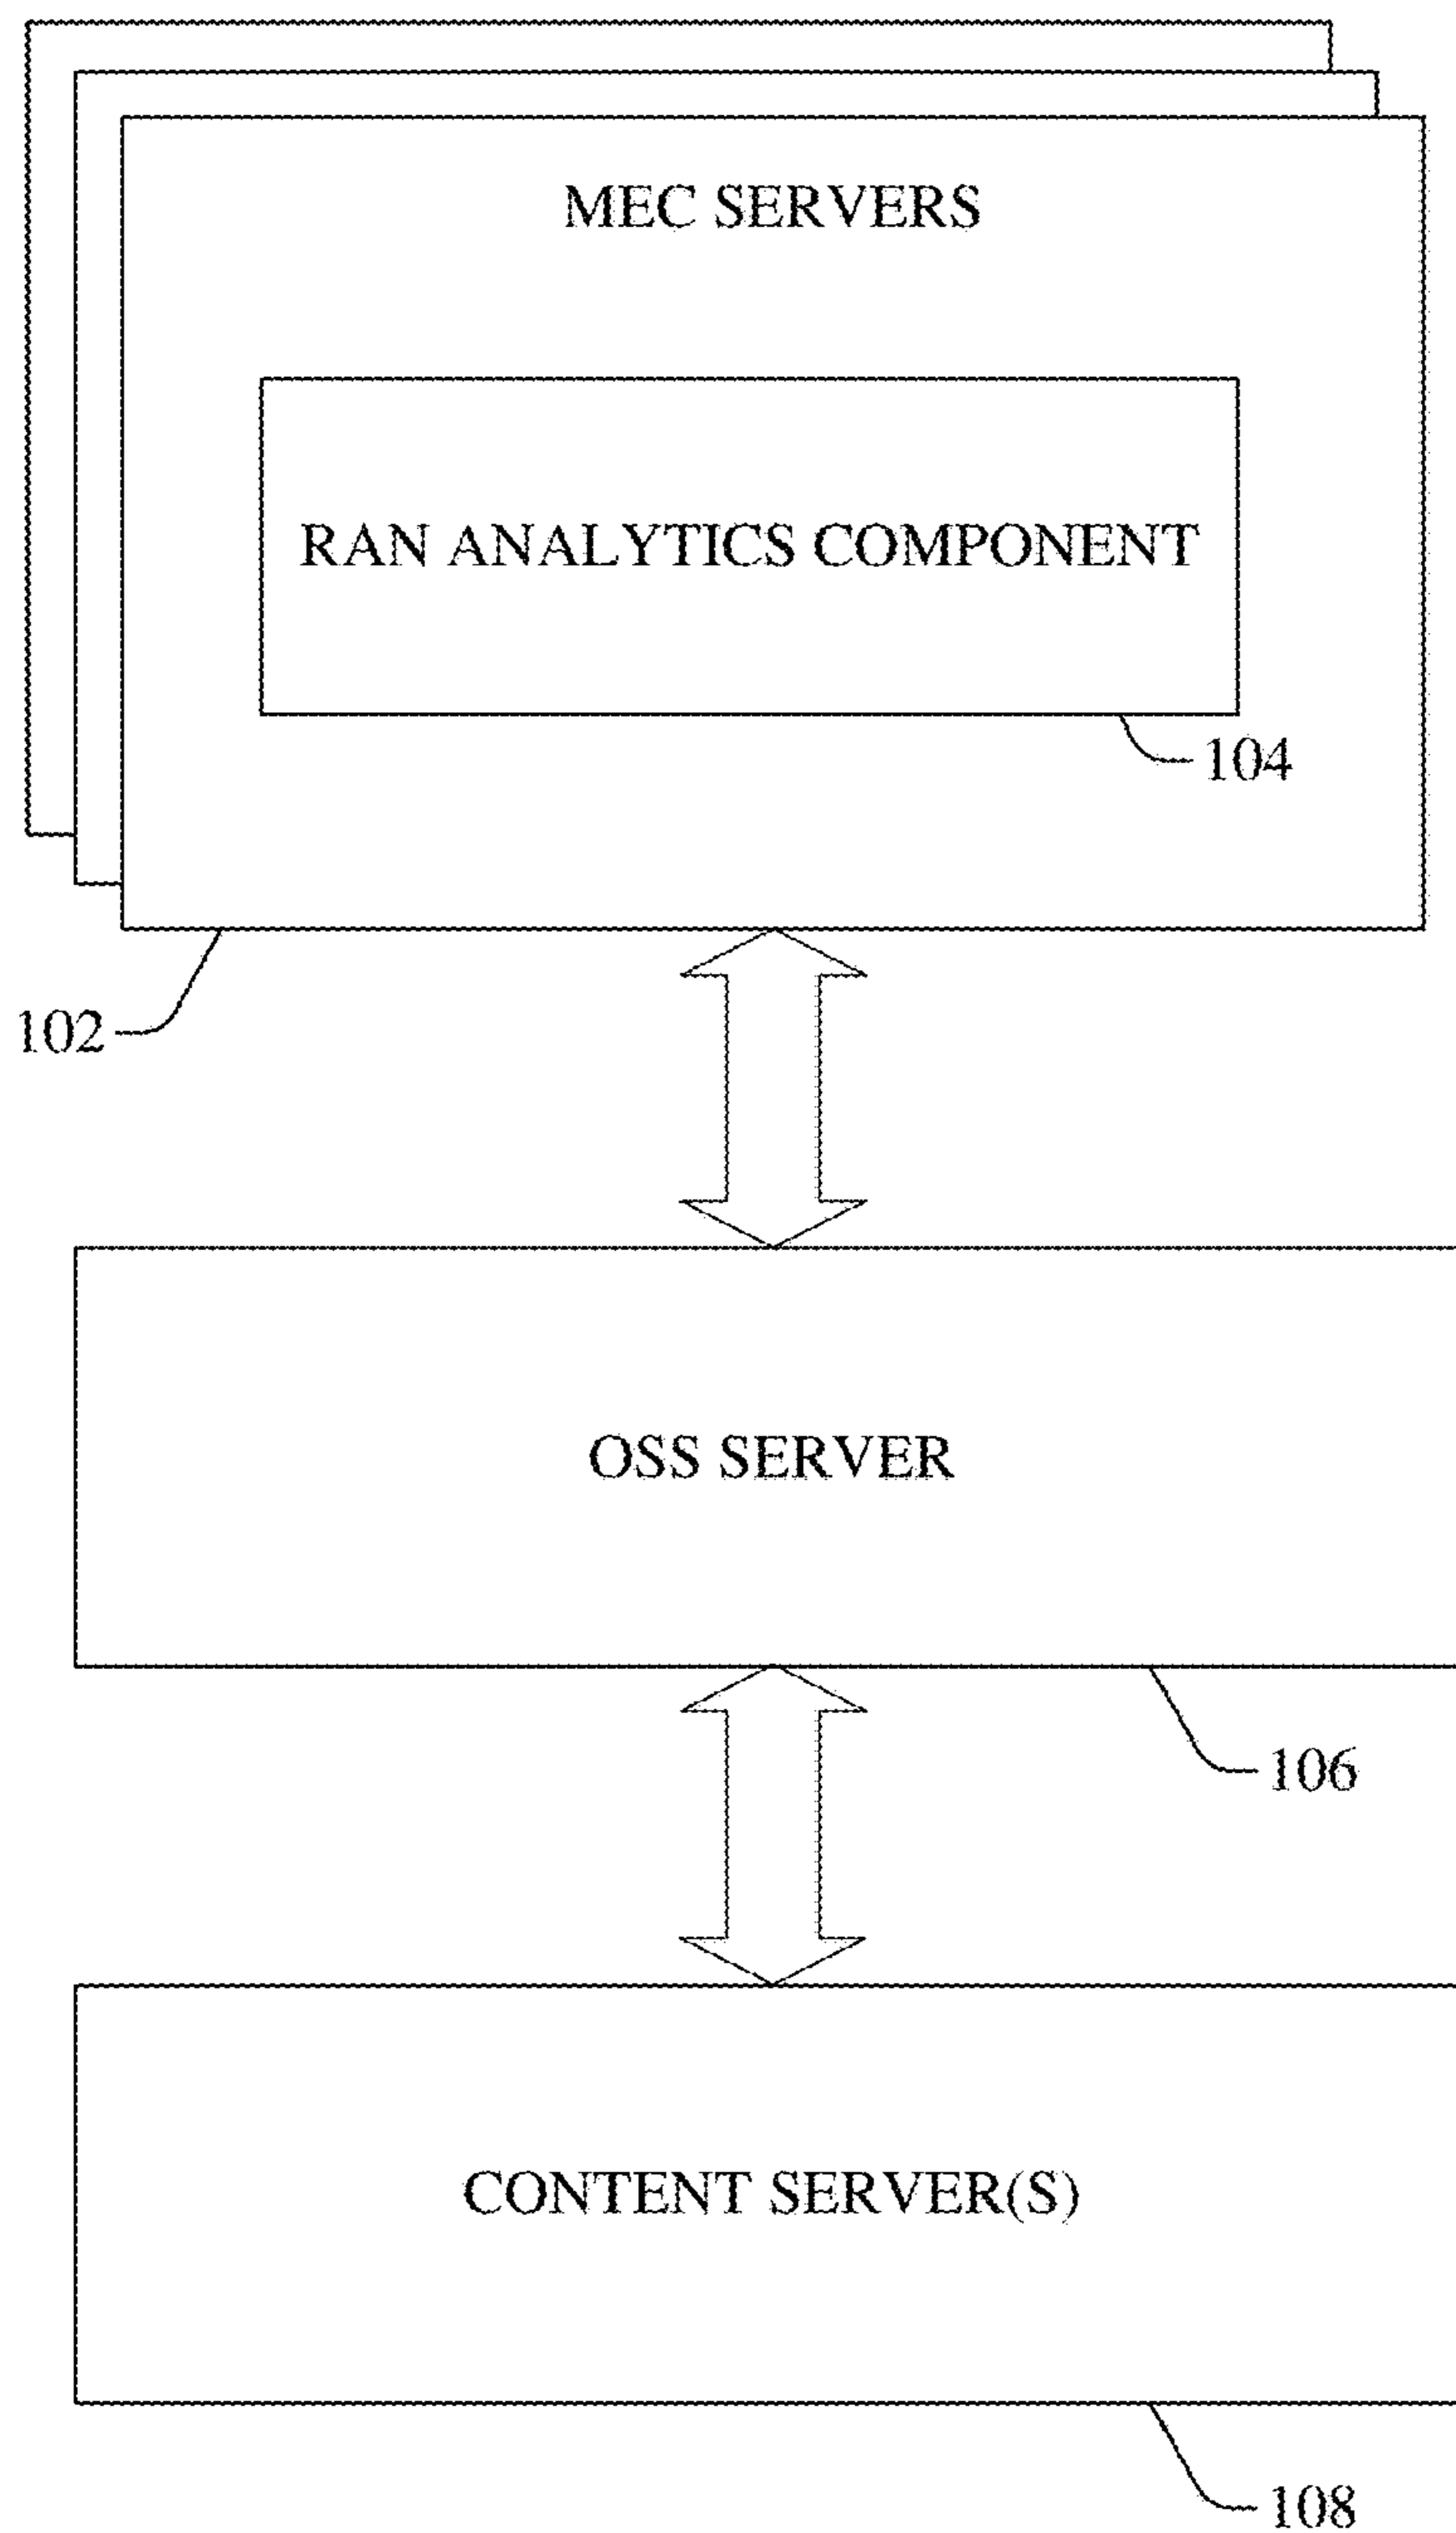 MEC SERVERS
RAN ANALYTICS COMPONENT
104
102
OSS SERVER
106
CONTENT SERVER(S)
108